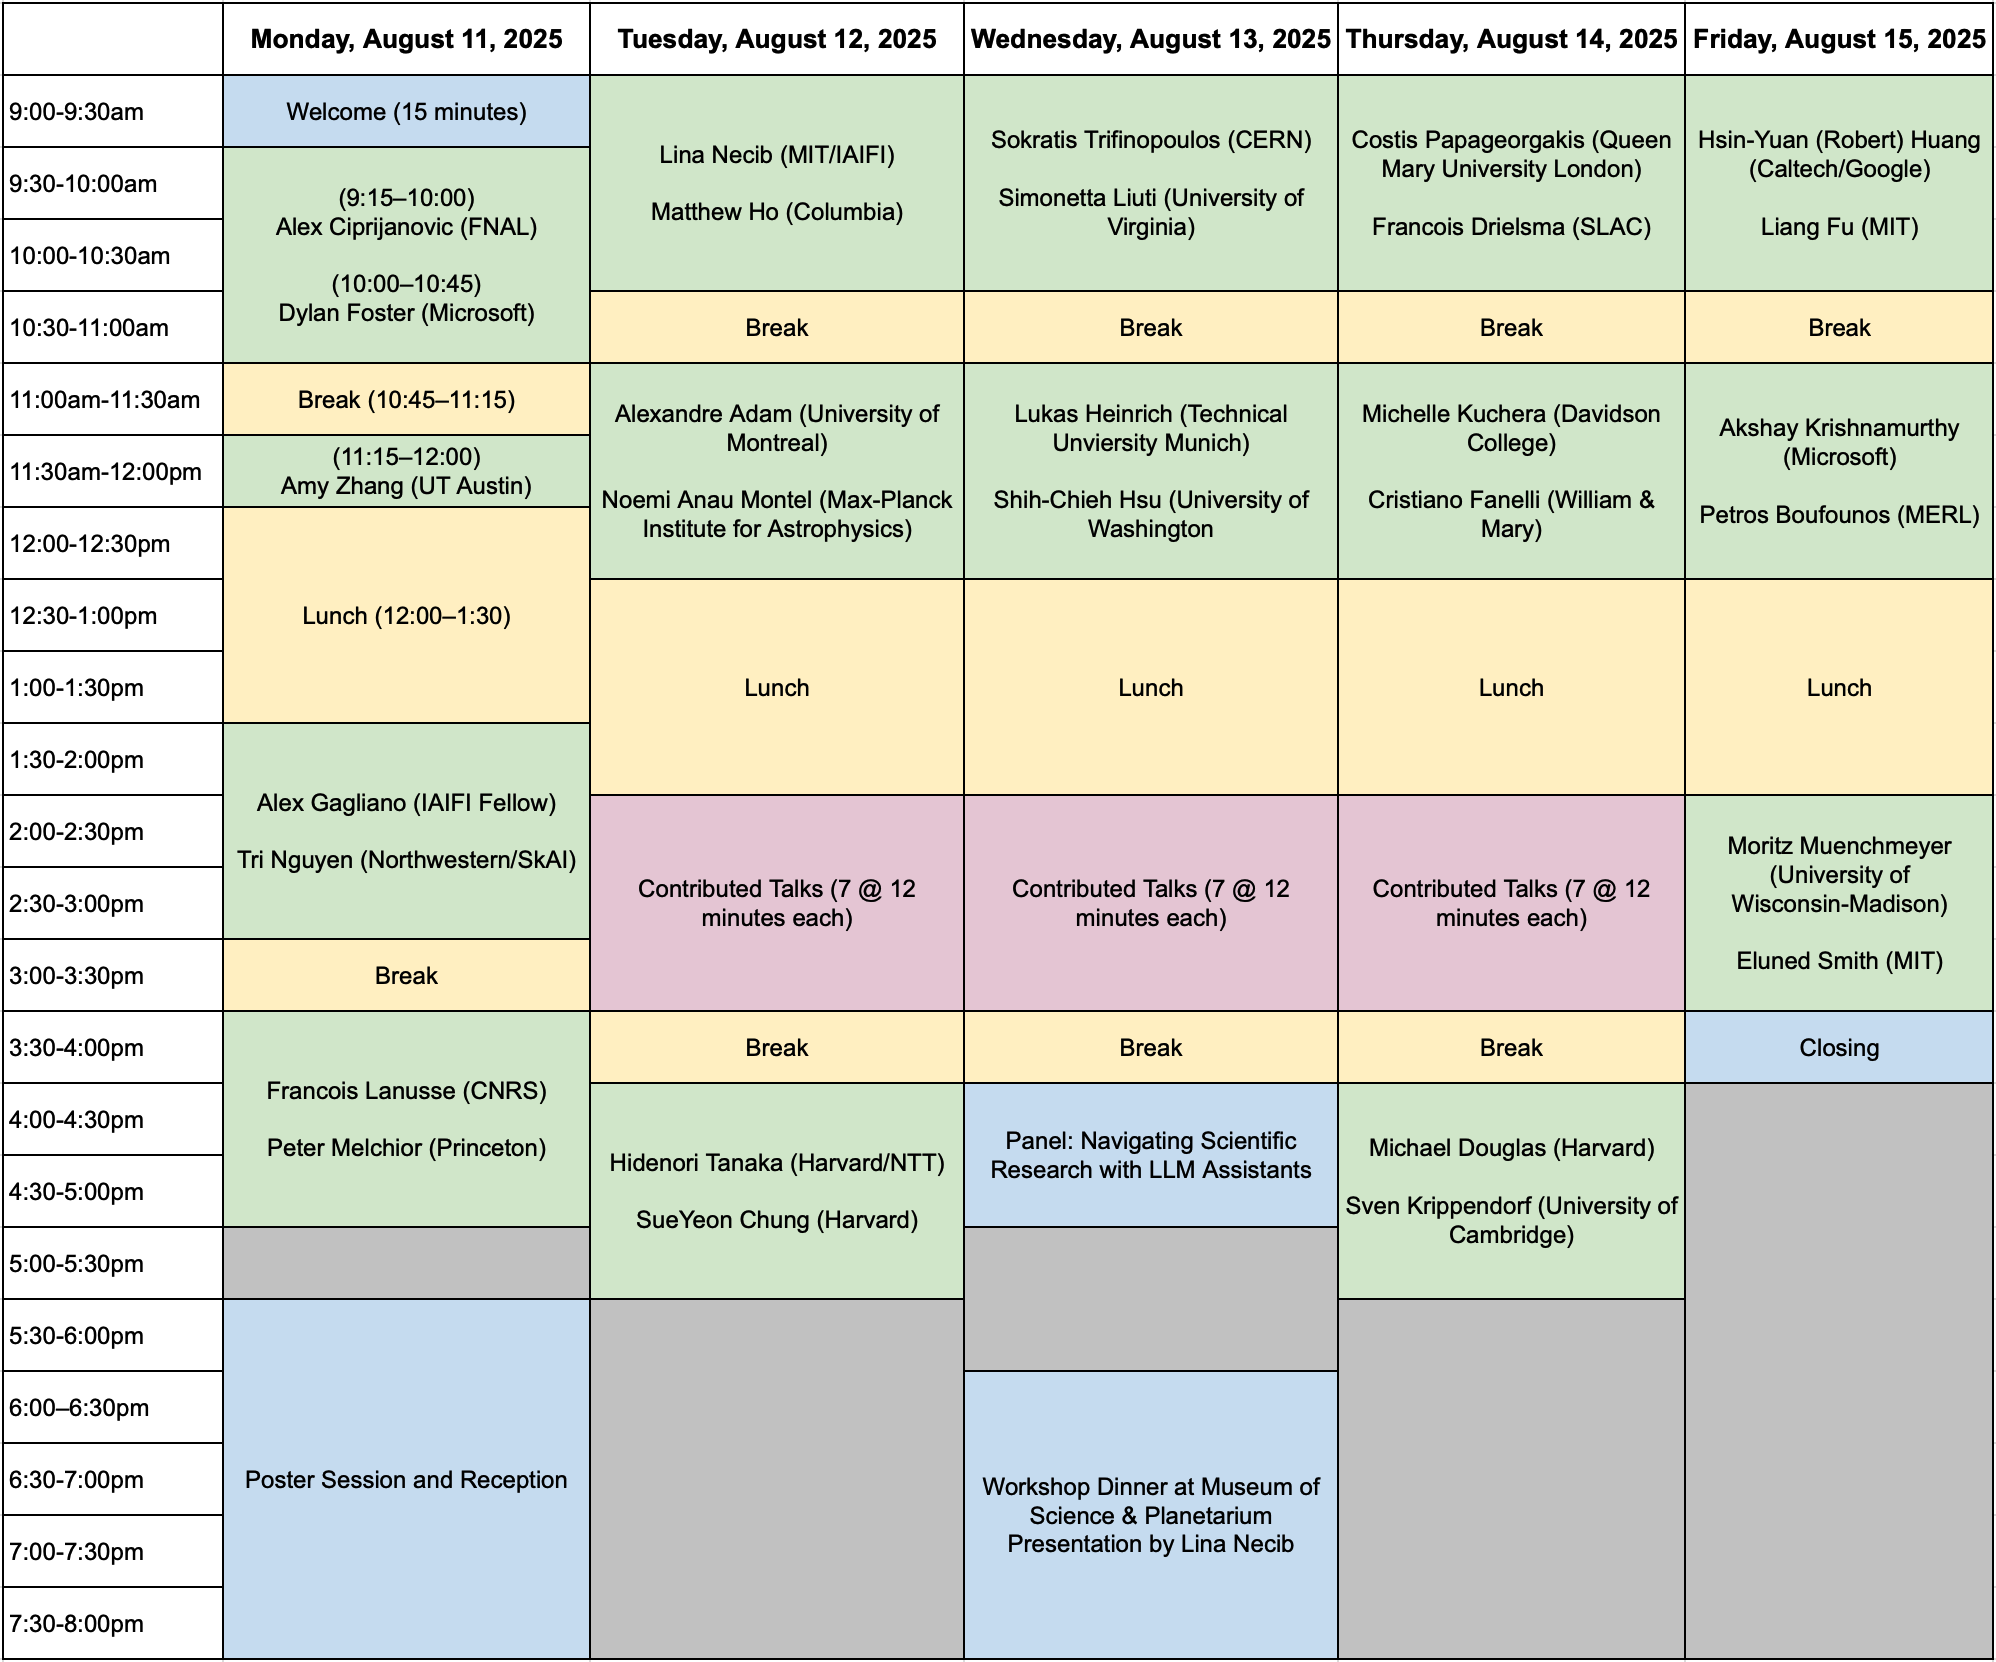 Monday, August 11, 2025
Tuesday, August 12, 2025
Wednesday, August 13, 2025
Thursday, August 14, 2025
Friday, August 15, 2025
9:00-9:30am
9:30-10:00am
10:00-10:30am
10:30-11:00am
11:00am-11:30am
11:30am-12:00pm
12:00-12:30pm
12:30-1:00pm
1:00-1:30pm
1:30-2:00pm
2:00-2:30pm
2:30-3:00pm
3:00-3:30pm
3:30-4:00pm
4:00-4:30pm
4:30-5:00pm
5:00-5:30pm
5:30-6:00pm
6:00–6:30pm
6:30-7:00pm
7:00-7:30pm
7:30-8:00pm
Welcome (15 minutes)
(9:15–10:00)
Alex Ciprijanovic (FNAL)
(10:00–10:45)
Dylan Foster (Microsoft)
Break (10:45–11:15)
(11:15–12:00)
Amy Zhang (UT Austin)
Lunch (12:00–1:30)
Alex Gagliano (IAIFI Fellow)
Tri Nguyen (Northwestern/SkAI)
Break
Francois Lanusse (CNRS)
Peter Melchior (Princeton)
Poster Session and Reception
Lina Necib (MIT/IAIFI)
Matthew Ho (Columbia)
Break
Alexandre Adam (University of
Montreal)
Noemi Anau Montel (Max-Planck
Institute for Astrophysics)
Lunch
Contributed Talks (7 @ 12
minutes each)
Break
Hidenori Tanaka (Harvard/NTT)
SueYeon Chung (Harvard)
Sokratis Trifinopoulos (CERN)
Simonetta Liuti (University of
Virginia)
Break
Lukas Heinrich (Technical
Unviersity Munich)
Shih-Chieh Hsu (University of
Washington
Lunch
Contributed Talks (7 @ 12
minutes each)
Break
Panel: Navigating Scientific
Research with LLM Assistants
Workshop Dinner at Museum of
Science & Planetarium
Presentation by Lina Necib
Costis Papageorgakis (Queen
Mary University London)
Francois Drielsma (SLAC)
Break
Michelle Kuchera (Davidson
College)
Cristiano Fanelli (William &
Mary)
Lunch
Contributed Talks (7 @ 12
minutes each)
Break
Michael Douglas (Harvard)
Sven Krippendorf (University of
Cambridge)
Hsin-Yuan (Robert) Huang
(Caltech/Google)
Liang Fu (MIT)
Break
Akshay Krishnamurthy
(Microsoft)
Petros Boufounos (MERL)
Lunch
Moritz Muenchmeyer
(University of
Wisconsin-Madison)
Eluned Smith (MIT)
Closing